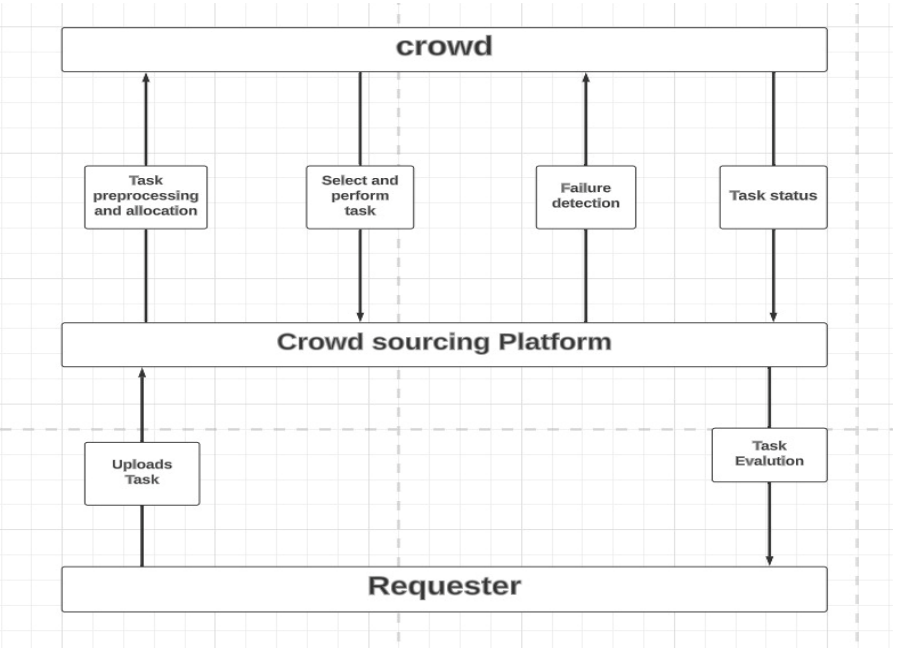 crowd
Task
preprocessing
and allocation
Select and
perform
task
Failure
detection
Task status
Crowd sourcing Platform
Uploads
Task
Task
Evalution
Requester